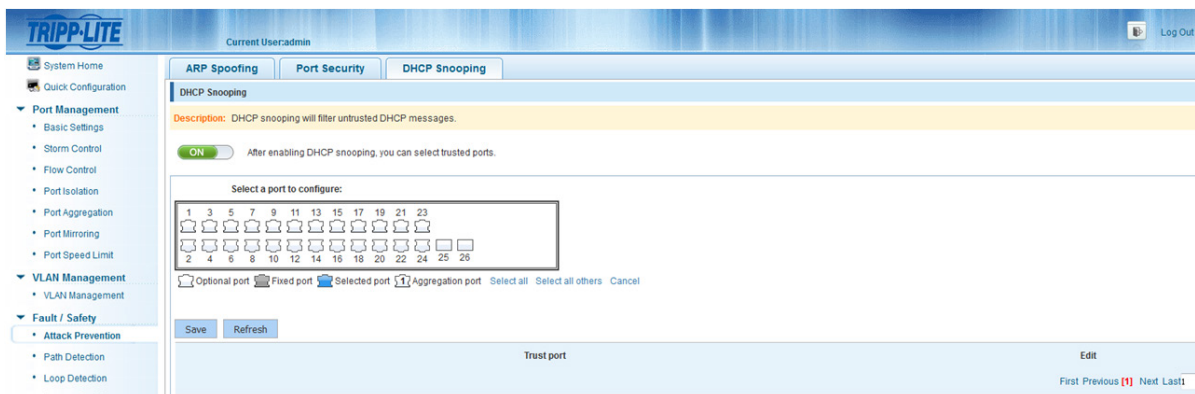 TRIPP·LITE
Current User:admin
Log Out
System Home
Quick Configuration
Port Management
Basic Settings
Storm Control
Flow Control
Port Isolation
Port Aggregation
Port Mirroring
Port Speed Limit
VLAN Management
VLAN Management
Fault / Safety
Attack Prevention
Path Detection
Loop Detection
ARP Spoofing Port Security DHCP Snooping
DHCP Snooping
Description: DHCP snooping will filter untrusted DHCP messages.
ON After enabling DHCP snooping, you can select trusted ports.
Select a port to configure:
1 3 5 7 9 11 13 15 17 19 21 23
2 4 6 8 10 12 14 16 18 20 22 24 25 26
Optional port Fixed port Selected port 1 Aggregation port Select all Select all others Cancel
Save Refresh
Trust port Edit
First Previous [1] Next Last 1